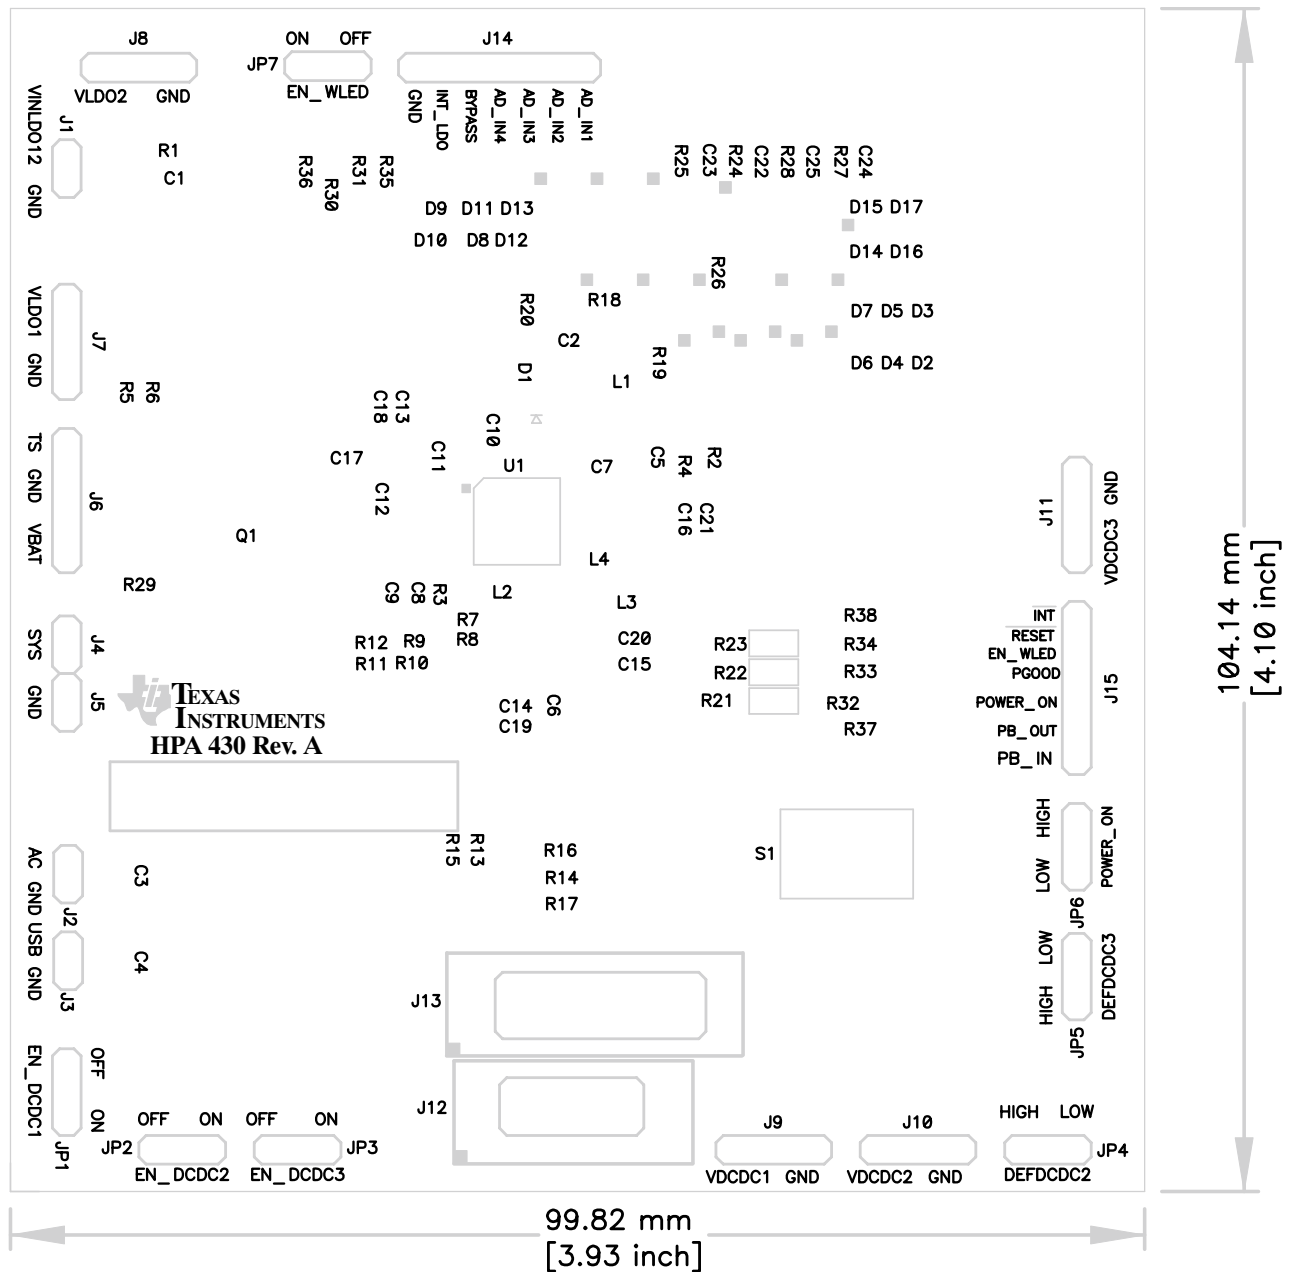 J8
ON OFF
J14
JP7
VLDO2 GND
EN_WLED
GND
INT_LDO
BYPASS
AD_IN4
AD_IN3
AD_IN2
AD_IN1
VINLDO12
J1
GND
R1
C1
R36
R30
R31
R35
R25
C23
R24
C22
R28
C25
R27
C24
D9 D11 D13
D10 D8 D12
D15 D17
D14 D16
R26
VLDO1
J7
GND
R20
R18
C2
D7 D5 D3
D1
L1
R19
D6 D4 D2
R5
R6
C18
C13
C10
TS
GND
J6
VBAT
C17
C11
U1
C7
C5
R4
R2
C12
C16
C21
Q1
L4
J11
VDCDC3 GND
R29
C9
C8
R3
L2
L3
R7
R8
R12 R9
R11 R10
C20
C15
R23
R22
R21
R38
R34
R33
R32
R37
INT
RESET
EN_WLED
PGOOD
POWER_ON
PB_OUT
PB_IN
J15
SYS
J4
GND
J5
TEXAS
INSTRUMENTS
HPA 430 Rev. A
C14
C19
C6
R15
R13
R16
R14
R17
S1
LOW HIGH
POWER_ON
JP6
AC
GND
J2
C3
USB
GND
J3
C4
J13
HIGH LOW
DEFDCDC3
JP5
EN_DCDC1
OFF
ON
JP1
OFF ON
JP2
EN_DCDC2
OFF ON
JP3
EN_DCDC3
J12
J9
VDCDC1 GND
J10
VDCDC2 GND
HIGH LOW
JP4
DEFDCDC2
104.14 mm
[4.10 inch]
99.82 mm
[3.93 inch]